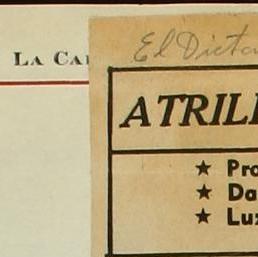 LA CA
El Dicta
ATRIL
★ Pro
★ Da
★ Lux